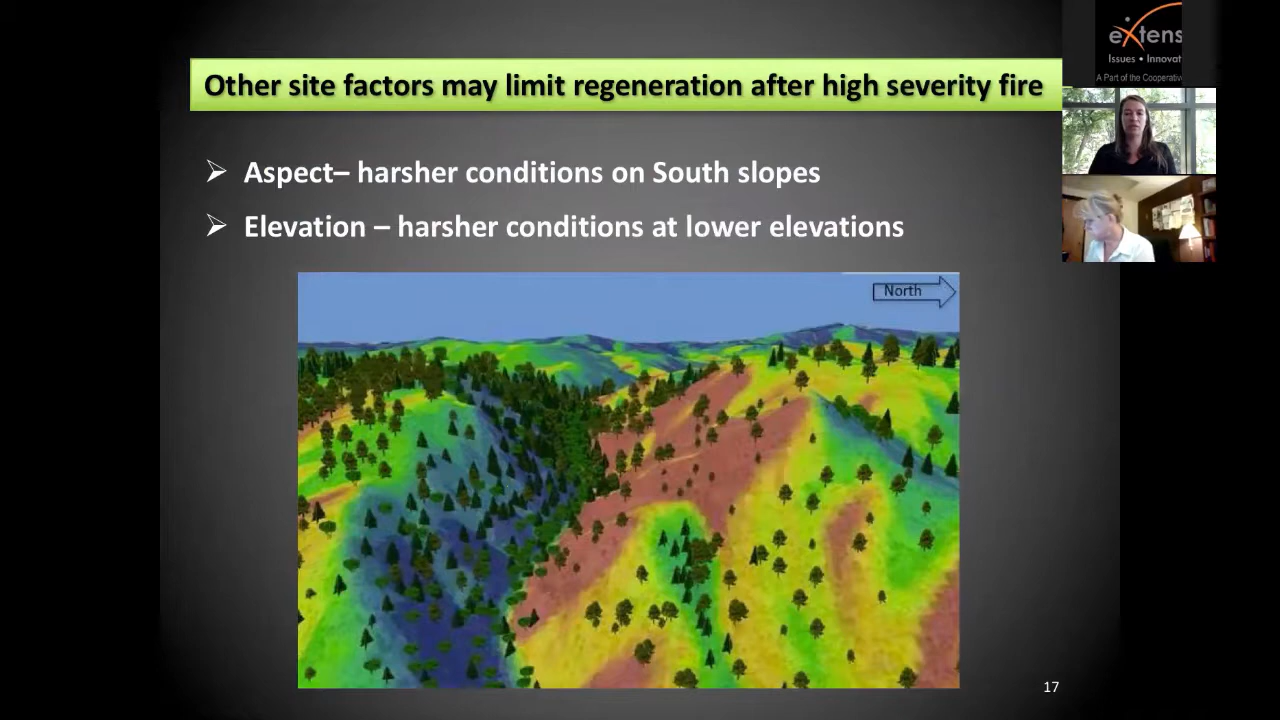 Other site factors may limit regeneration after high severity fire
Aspect– harsher conditions on South slopes
Elevation – harsher conditions at lower elevations
North
17
eXtens
Issues • Innovat
A Part of the Cooperativ